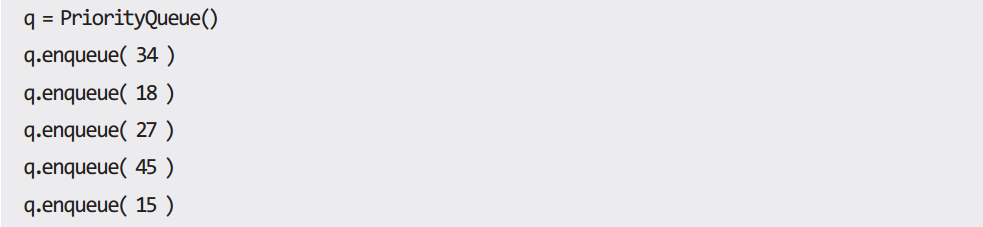 q = PriorityQueue()
q.enqueue( 34 )
q.enqueue( 18 )
q.enqueue( 27 )
q.enqueue( 45 )
q.enqueue( 15 )